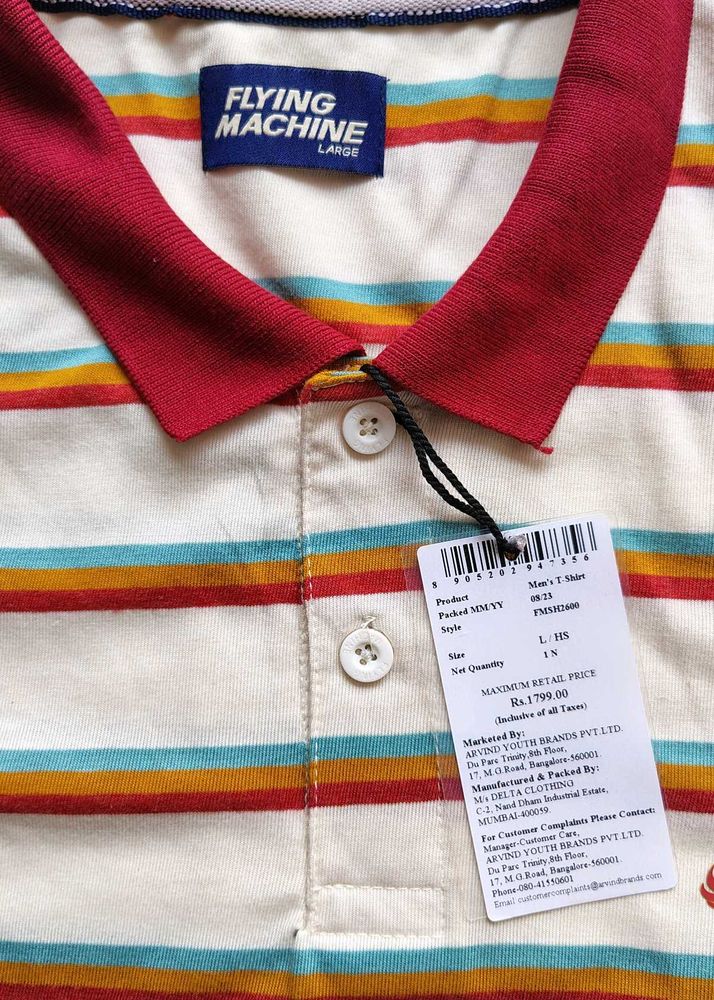 FLYING
MACHINE
LARGE
8 905202 947356
Product Men's T-Shirt
Packed MM/YY 08/23
Style FMSH2600
Size L / HS
Net Quantity 1 N
MAXIMUM RETAIL PRICE
Rs.1799.00
(Inclusive of all Taxes)
Marketed By:
ARVIND YOUTH BRANDS PVT.LTD.
Du Parc Trinity,8th Floor,
17, M.G.Road, Bangalore-560001.
Manufactured & Packed By:
M/s DELTA CLOTHING
C-2, Nand Dham Industrial Estate,
MUMBAI-400059.
For Customer Complaints Please Contact:
Manager-Customer Care,
ARVIND YOUTH BRANDS PVT.LTD.
Du Parc Trinity,8th Floor,
17, M.G.Road, Bangalore-560001.
Phone-080-41550601
Email customercomplaints@arvindbrands.com